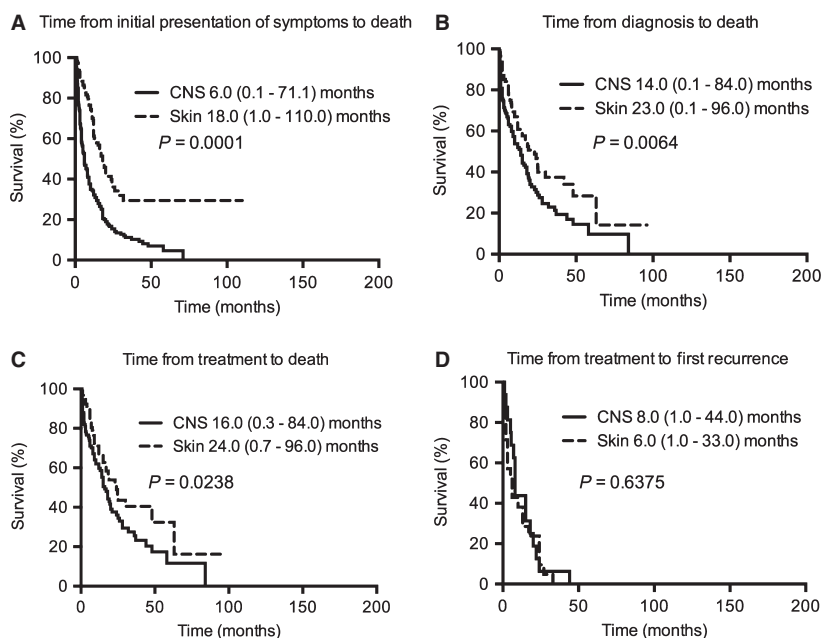 A Time from initial presentation of symptoms to death
100
80
60
40
20
0
Survival (%)
CNS 6.0 (0.1 - 71.1) months
Skin 18.0 (1.0 - 110.0) months
P = 0.0001
0 50 100 150 200
Time (months)
B Time from diagnosis to death
100
80
60
40
20
0
Survival (%)
CNS 14.0 (0.1 - 84.0) months
Skin 23.0 (0.1 - 96.0) months
P = 0.0064
0 50 100 150 200
Time (months)
C Time from treatment to death
100
80
60
40
20
0
Survival (%)
CNS 16.0 (0.3 - 84.0) months
Skin 24.0 (0.7 - 96.0) months
P = 0.0238
0 50 100 150 200
Time (months)
D Time from treatment to first recurrence
100
80
60
40
20
0
Survival (%)
CNS 8.0 (1.0 - 44.0) months
Skin 6.0 (1.0 - 33.0) months
P = 0.6375
0 50 100 150 200
Time (months)